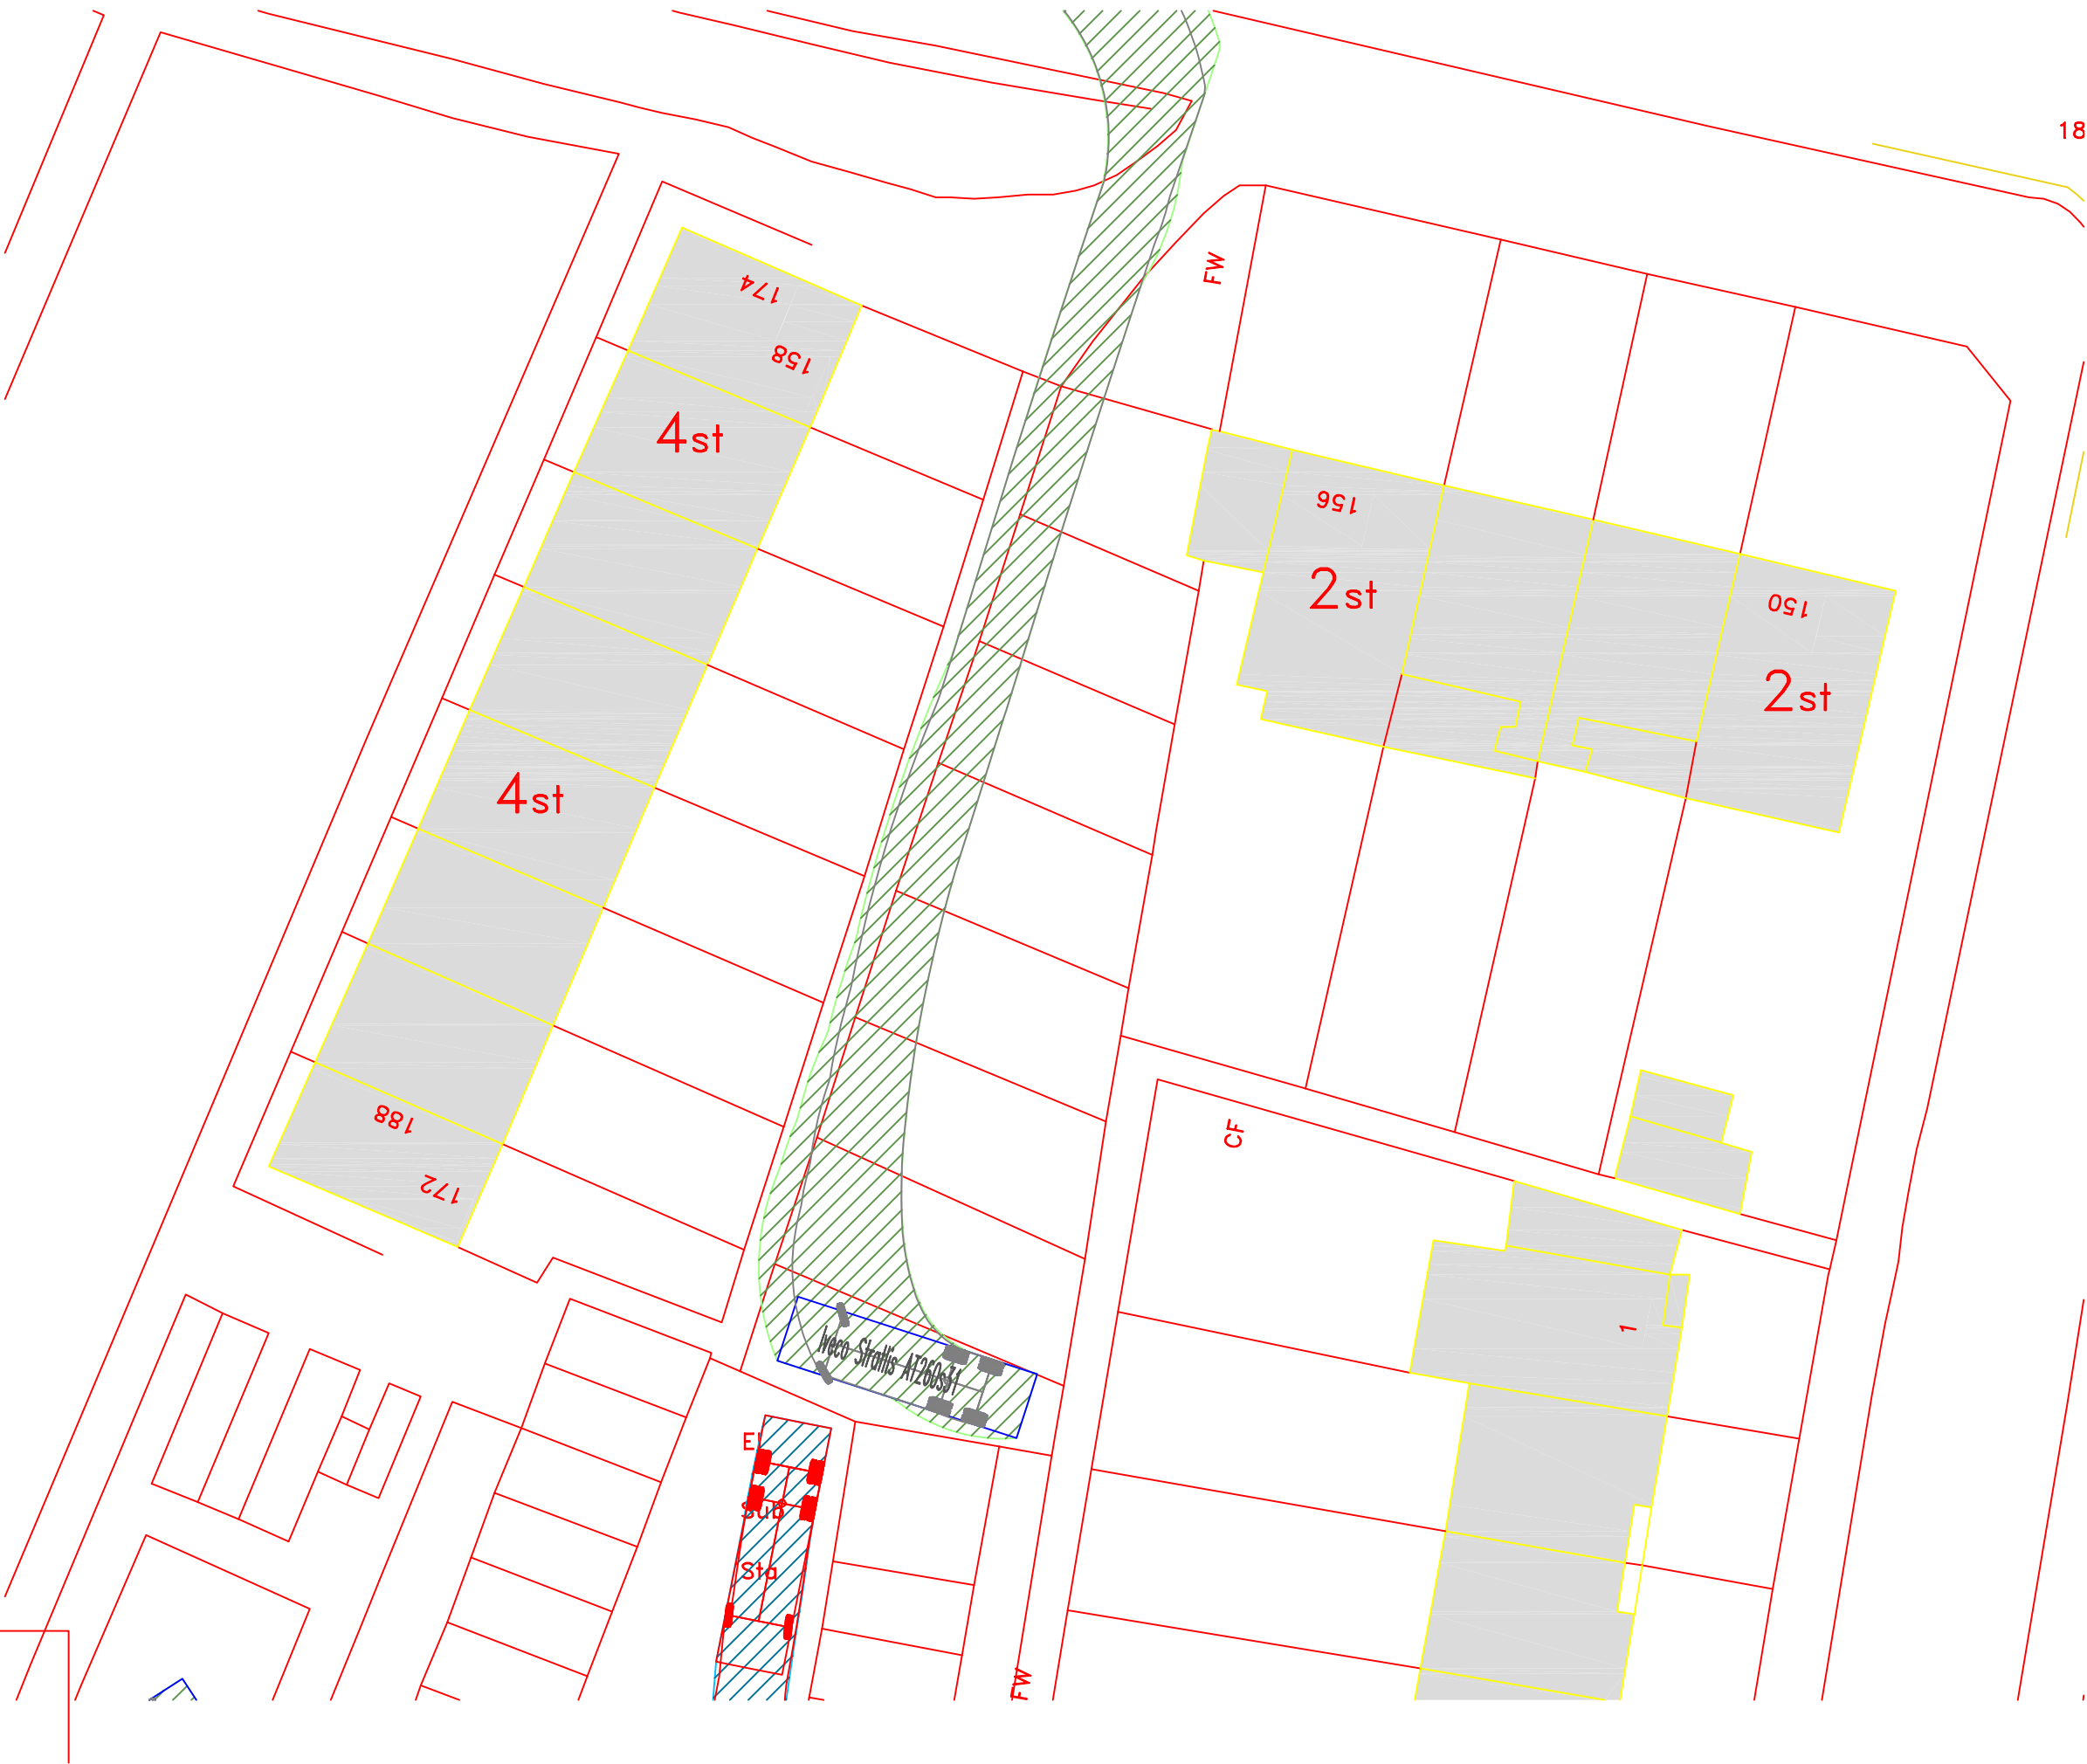 18
FW
174
158
4st
156
2st
150
2st
4st
CF
188
172
1
Iveco Stralis AT260s31
El
Sub
Sta
FW